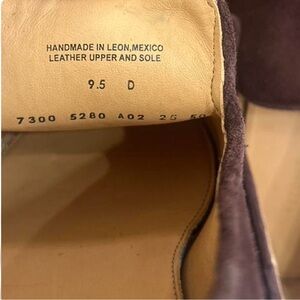 HANDMADE IN LEON,MEXICO
LEATHER UPPER AND SOLE
9.5 D
7300 5280 A02 25